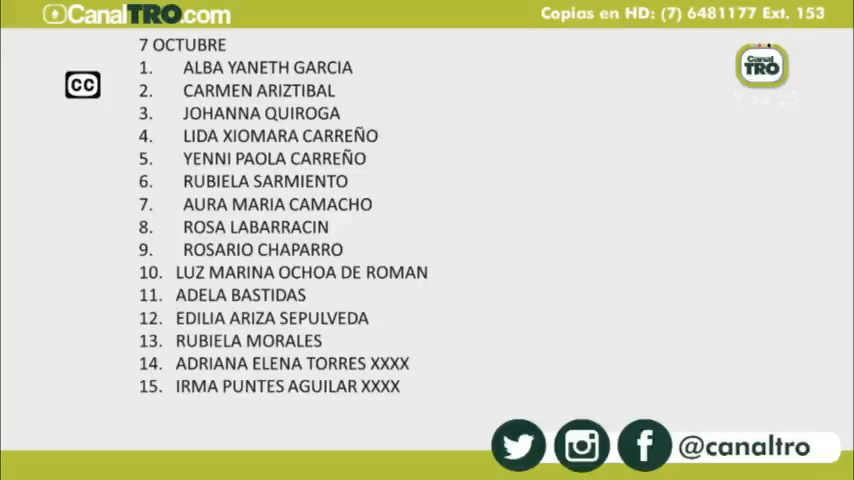 CanalTRO.com
Copias en HD: (7) 6481177 Ext. 153
7 OCTUBRE
CC
Canal
TRO
1. ALBA YANETH GARCIA
2. CARMEN ARIZTIBAL
3. JOHANNA QUIROGA
4. LIDA XIOMARA CARREÑO
5. YENNI PAOLA CARREÑO
6. RUBIELA SARMIENTO
7. AURA MARIA CAMACHO
8. ROSA LABARRACIN
9. ROSARIO CHAPARRO
10. LUZ MARINA OCHOA DE ROMAN
11. ADELA BASTIDAS
12. EDILIA ARIZA SEPULVEDA
13. RUBIELA MORALES
14. ADRIANA ELENA TORRES XXXX
15. IRMA PUNTES AGUILAR XXXX
@canaltro